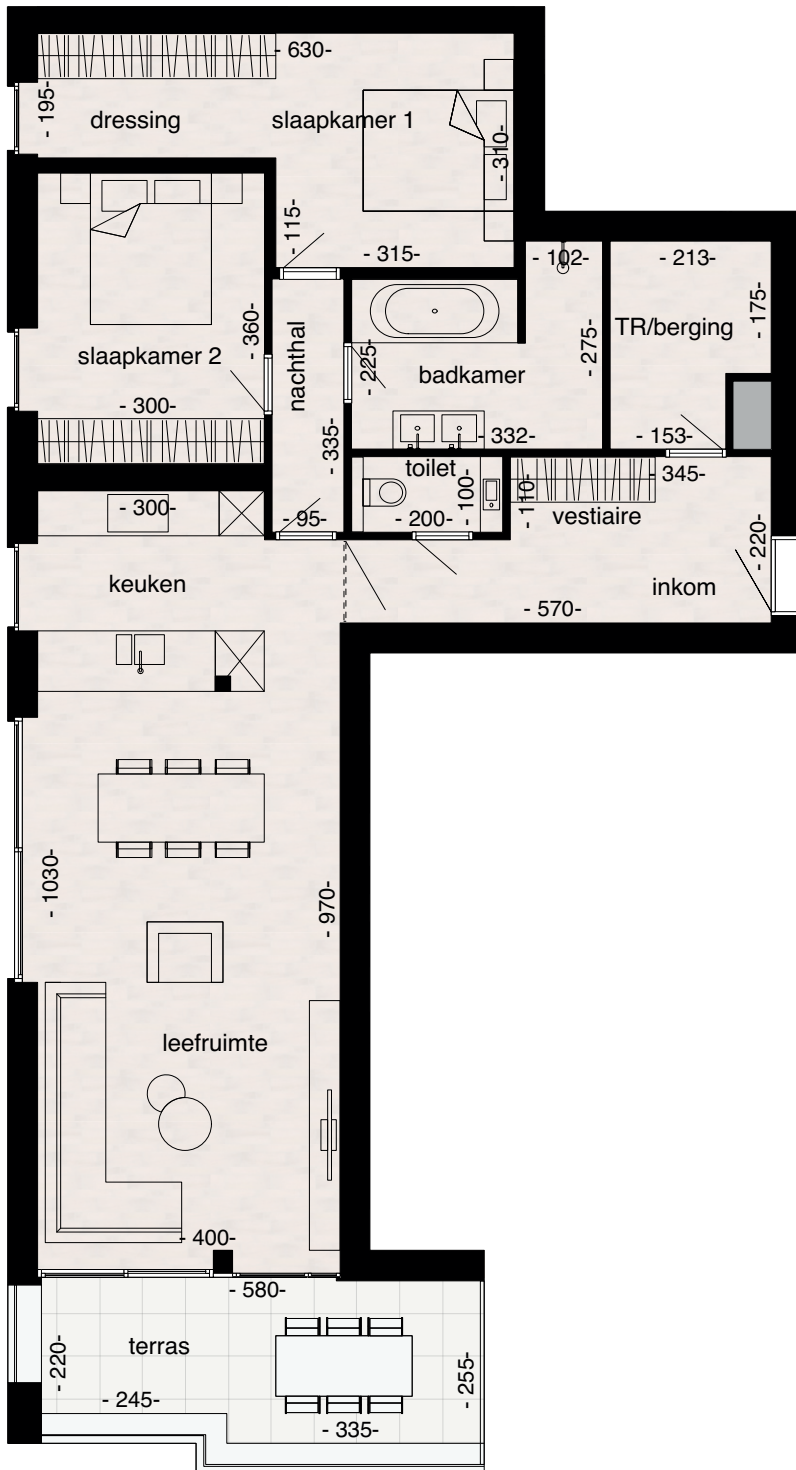 - 630-
- 195-
dressing
slaapkamer 1
- 310-
- 115-
- 315-
- 102-
- 213-
- 175-
TR/berging
- 360-
slaapkamer 2
nachthal
- 225-
badkamer
- 275-
- 300-
- 335-
- 332-
- 153-
toilet
- 345-
- 300-
- 95-
- 200-
- 100-
- 110-
vestiaire
- 220-
keuken
inkom
- 570-
- 1030-
- 970-
leefruimte
- 400-
- 580-
terras
- 220-
- 255-
- 245-
- 335-